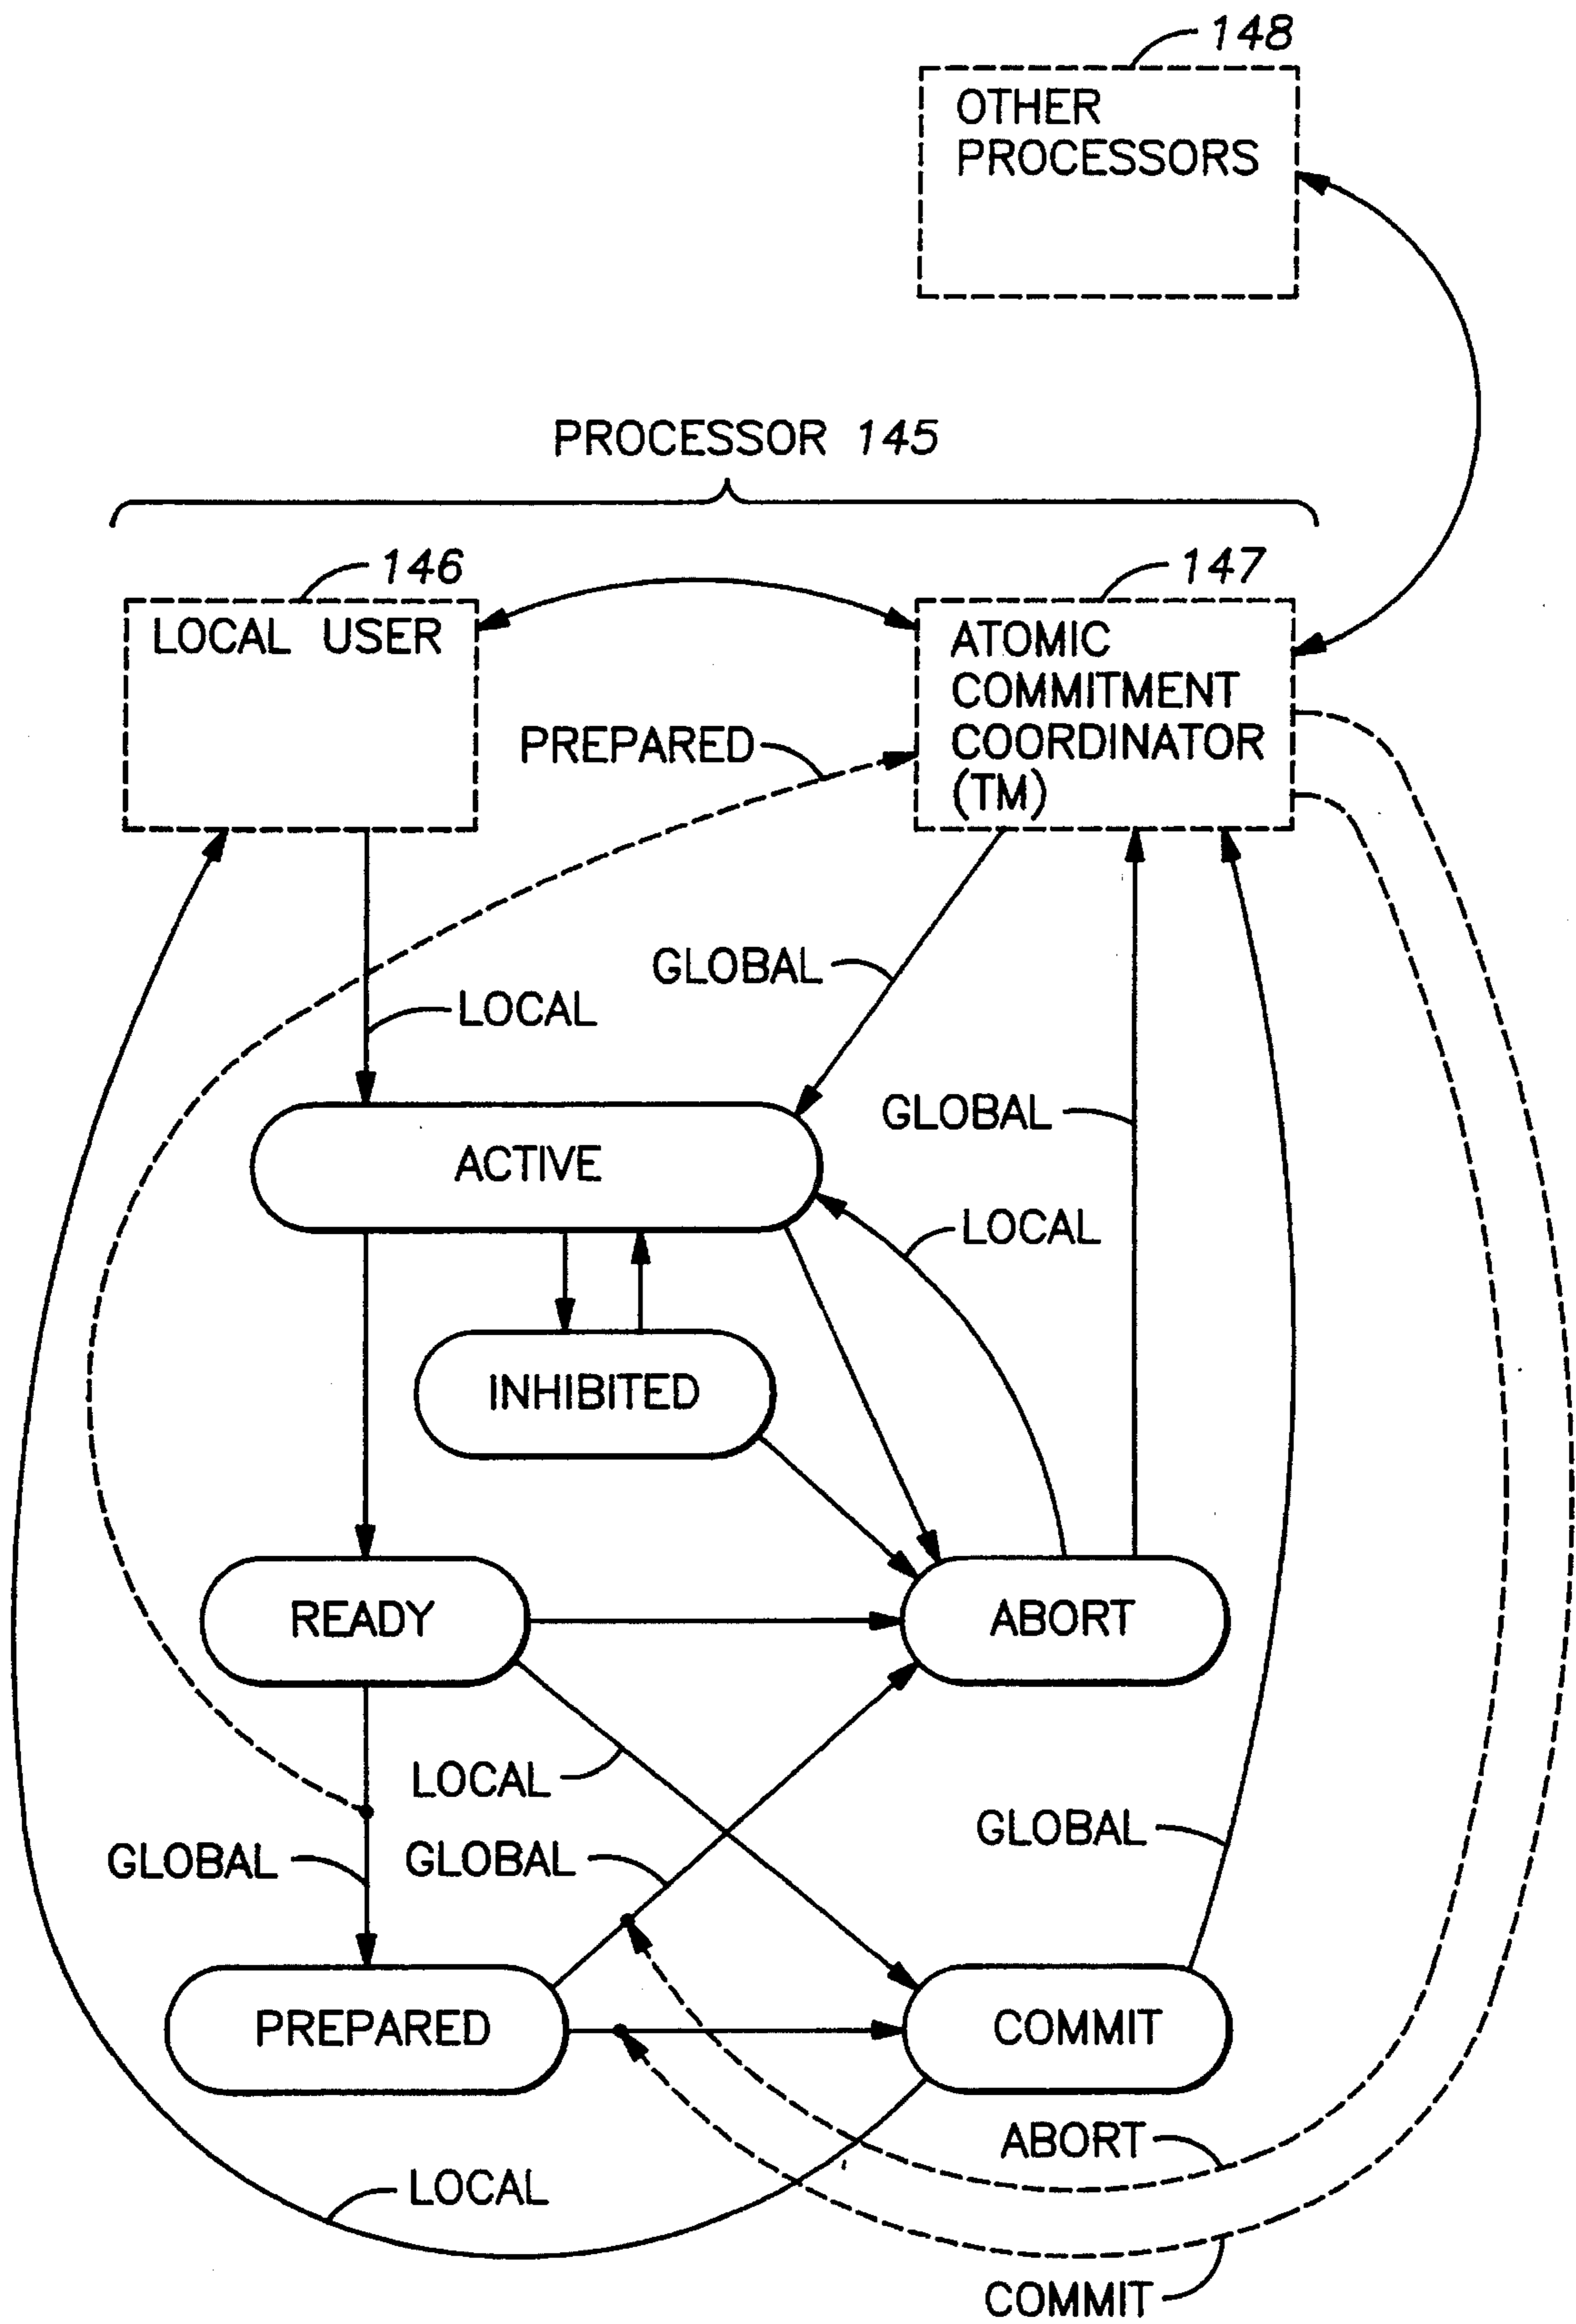 148
OTHER
PROCESSORS
PROCESSOR 145
146
147
LOCAL USER
ATOMIC
COMMITMENT
COORDINATOR
(TM)
PREPARED
GLOBAL
LOCAL
GLOBAL
ACTIVE
LOCAL
INHIBITED
READY
ABORT
LOCAL
GLOBAL
GLOBAL
GLOBAL
PREPARED
COMMIT
ABORT
LOCAL
COMMIT